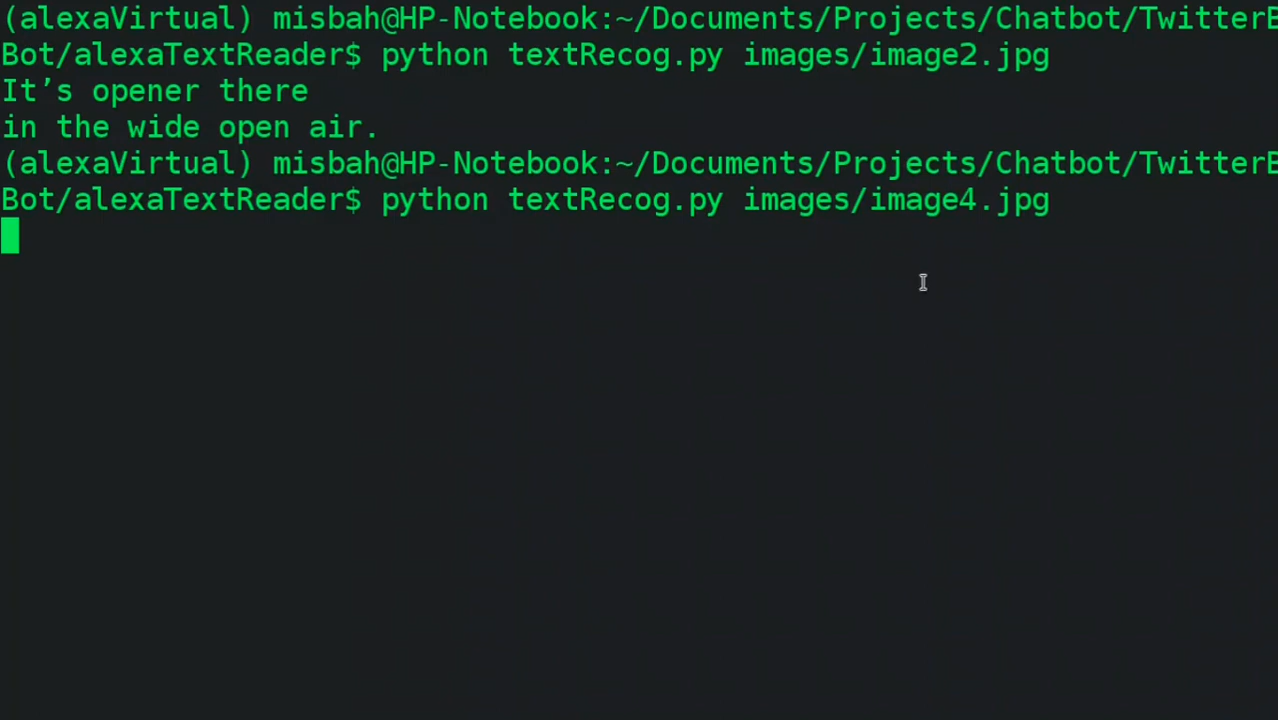 (alexaVirtual) misbah@HP-Notebook:~/Documents/Projects/Chatbot/TwitterB
Bot/alexaTextReader$ python textRecog.py images/image2.jpg
It’s opener there
in the wide open air.
(alexaVirtual) misbah@HP-Notebook:~/Documents/Projects/Chatbot/TwitterB
Bot/alexaTextReader$ python textRecog.py images/image4.jpg